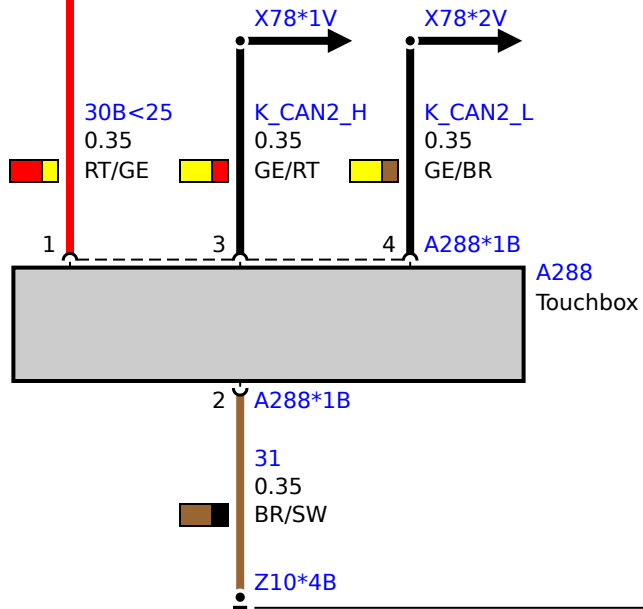 X78*1V
X78*2V
30B<25
0.35
RT/GE
K_CAN2_H
0.35
GE/RT
K_CAN2_L
0.35
GE/BR
1
3
4
A288*1B
A288
Touchbox
2
A288*1B
31
0.35
BR/SW
Z10*4B